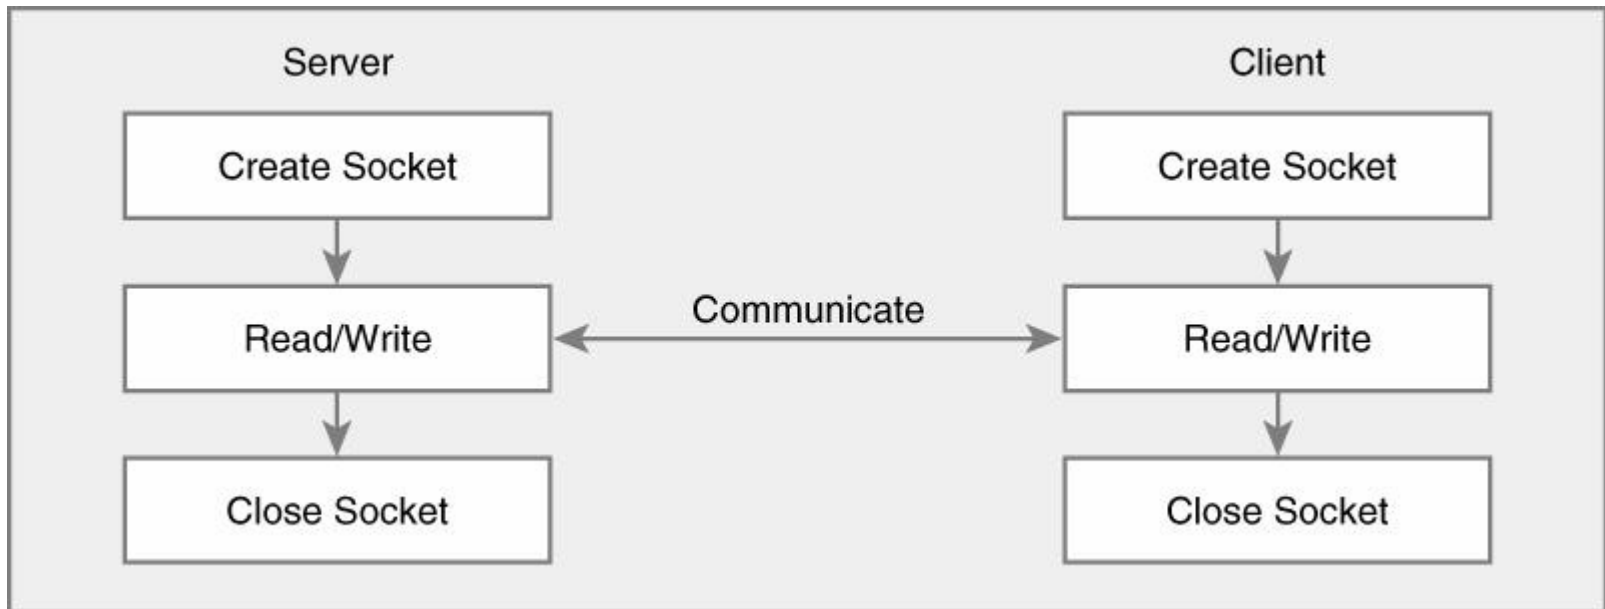 Server
Client
Create Socket
Create Socket
Read/Write
Communicate
Read/Write
Close Socket
Close Socket